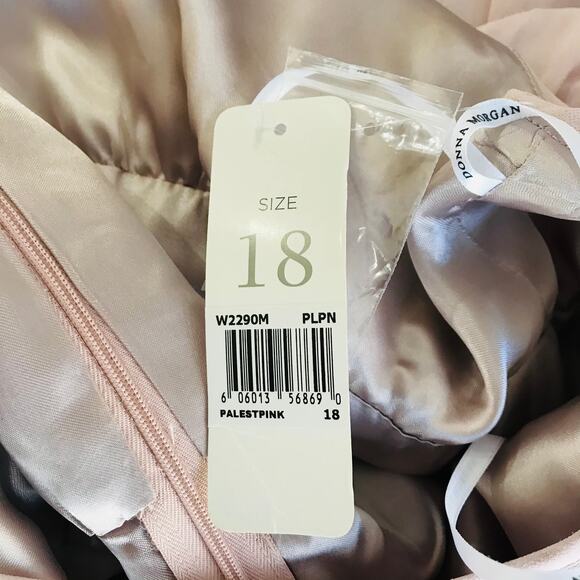 DONNA MORGAN
SIZE
18
W2290M PLPN
6 06013 56869 0
PALESTPINK 18